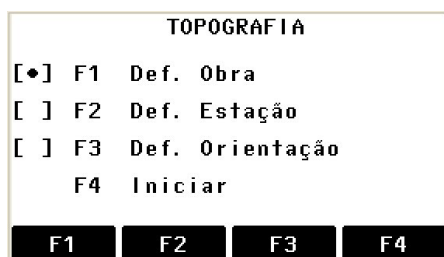 TOPOGRAFIA
[•] F1 Def. Obra
[ ] F2 Def. Estação
[ ] F3 Def. Orientação
F4 Iniciar
F1 F2 F3 F4